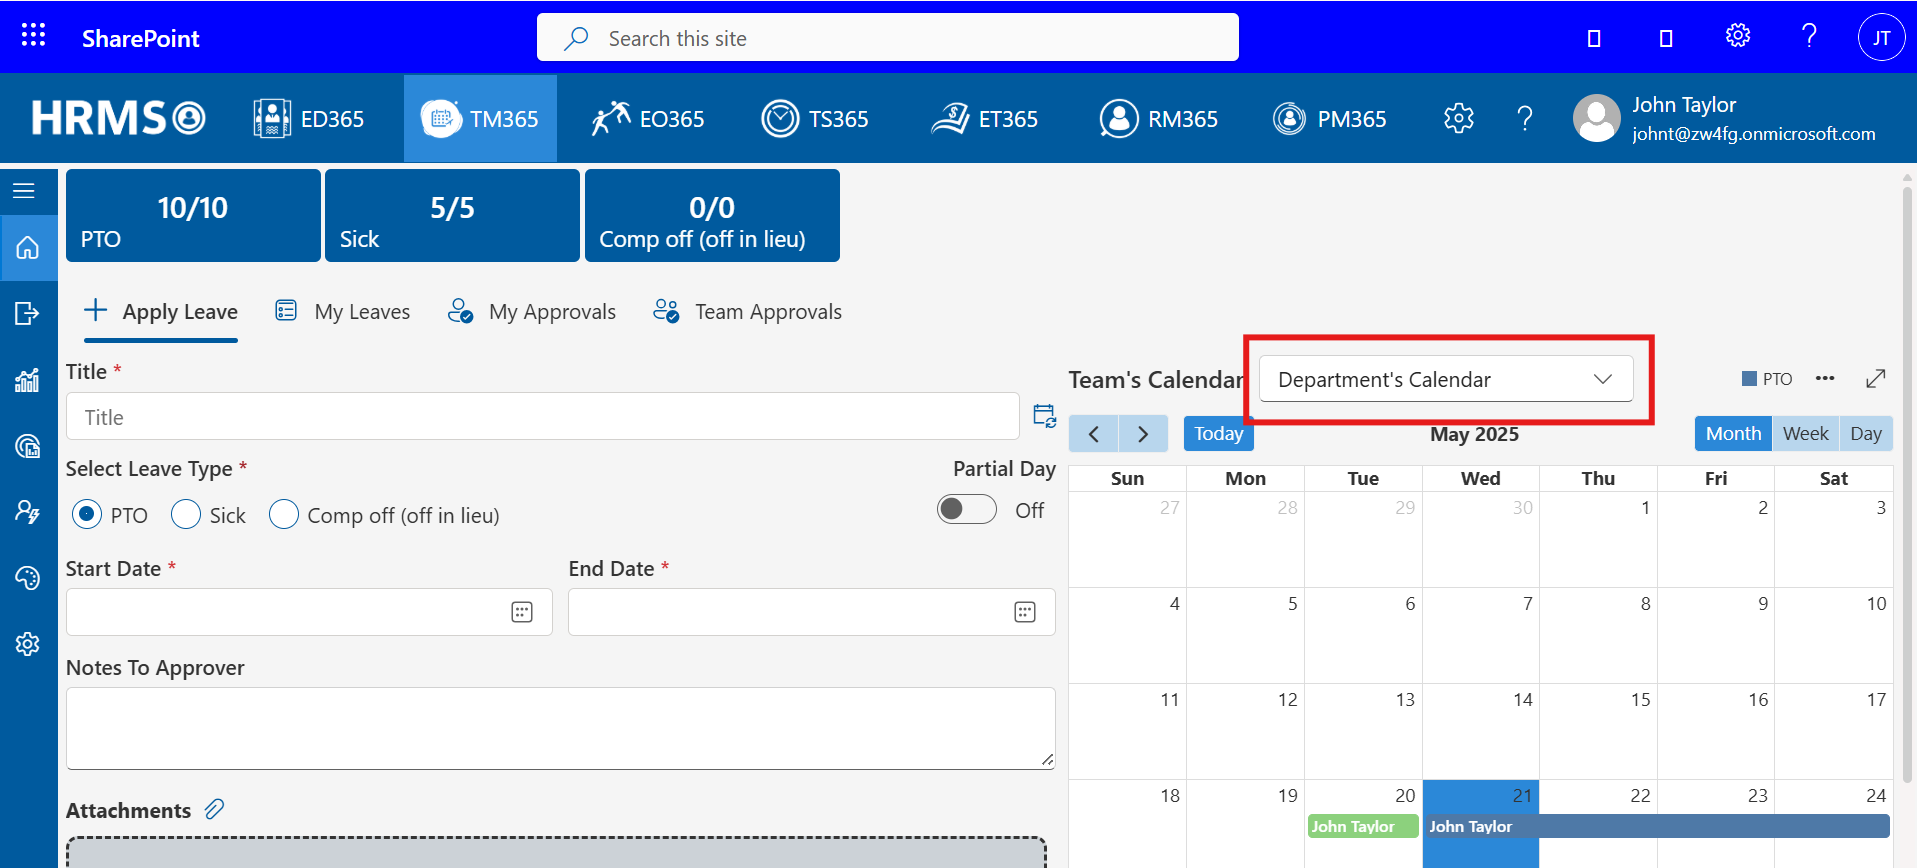 SharePoint
Search this site
JT
HRMS
ED365
TM365
EO365
TS365
ET365
RM365
PM365
John Taylor
johnt@zw4fg.onmicrosoft.com
10/10
PTO
5/5
Sick
0/0
Comp off (off in lieu)
Apply Leave
My Leaves
My Approvals
Team Approvals
Title *
Title
Select Leave Type *
Partial Day
PTO
Sick
Comp off (off in lieu)
Off
Start Date *
End Date *
Notes To Approver
Attachments
Team's Calendar
Department's Calendar
PTO
Today
May 2025
Month
Week
Day
Sun Mon Tue Wed Thu Fri Sat
27 28 29 30 1 2 3
4 5 6 7 8 9 10
11 12 13 14 15 16 17
18 19 20 21 22 23 24
John Taylor
John Taylor